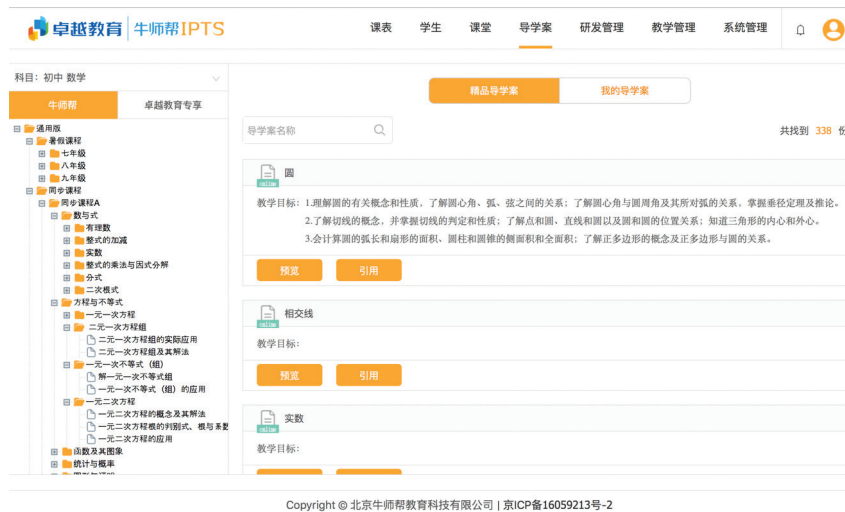 卓越教育 牛师帮IPTS
课表 学生 课堂 导学案 研发管理 教学管理 系统管理
科目：初中 数学
牛师帮 卓越教育专享
通用版
暑假课程
七年级
八年级
九年级
同步课程
同步课程A
数与式
有理数
整式的加减
实数
整式的乘法与因式分解
分式
二次根式
方程与不等式
一元一次方程
二元一次方程组
二元一次方程组的实际应用
二元一次方程组及其解法
一元一次不等式（组）
解一元一次不等式组
一元一次不等式（组）的应用
一元二次方程
一元二次方程的概念及其解法
一元二次方程根的判别式、根与系数
一元二次方程的应用
函数及其图象
统计与概率
精品导学案 我的导学案
导学案名称
共找到 338 份
圆
online
教学目标：1.理解圆的有关概念和性质，了解圆心角、弧、弦之间的关系；了解圆心角与圆周角及其所对弧的关系，掌握垂径定理及推论。
2.了解切线的概念，并掌握切线的判定和性质；了解点和圆、直线和圆以及圆和圆的位置关系；知道三角形的内心和外心。
3.会计算圆的弧长和扇形的面积、圆柱和圆锥的侧面积和全面积；了解正多边形的概念及正多边形与圆的关系。
预览 引用
相交线
online
教学目标：
预览 引用
实数
online
教学目标：
Copyright © 北京牛师帮教育科技有限公司 | 京ICP备16059213号-2